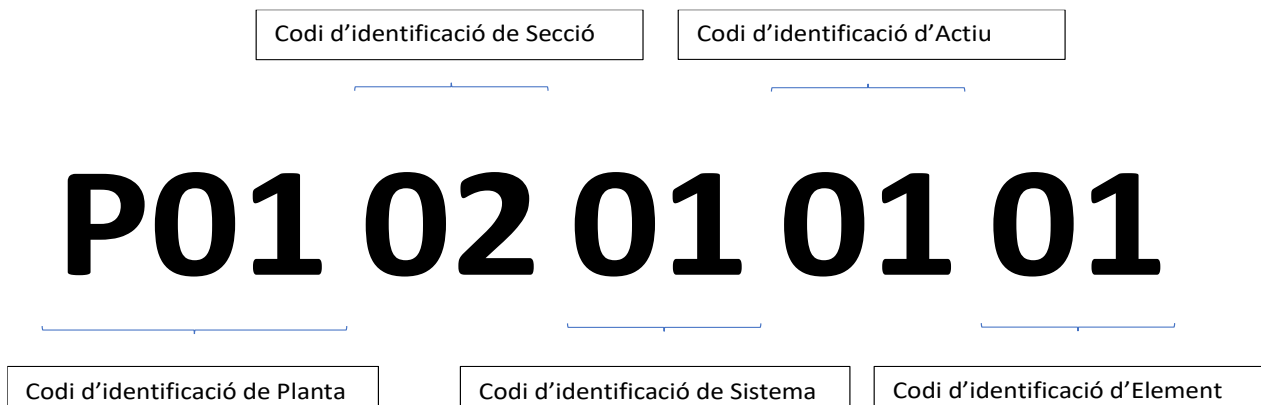 Codi d’identificació de Secció
Codi d’identificació d’Actiu
P01 02 01 01 01
Codi d’identificació de Planta
Codi d’identificació de Sistema
Codi d’identificació d’Element